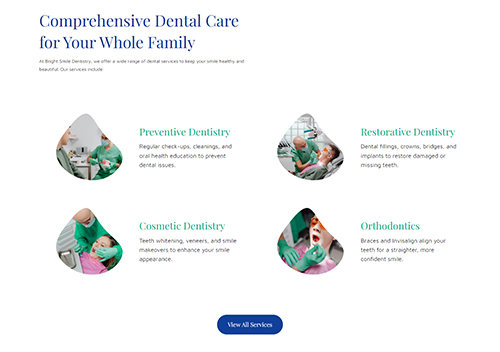 Comprehensive Dental Care
for Your Whole Family
At Bright Smile Dentistry, we offer a wide range of dental services to keep your smile healthy and
beautiful. Our services include:
Preventive Dentistry
Regular check-ups, cleanings, and
oral health education to prevent
dental issues.
Restorative Dentistry
Dental fillings, crowns, bridges, and
implants to restore damaged or
missing teeth.
Cosmetic Dentistry
Teeth whitening, veneers, and smile
makeovers to enhance your smile
appearance.
Orthodontics
Braces and Invisalign align your
teeth for a straighter, more
confident smile.
View All Services